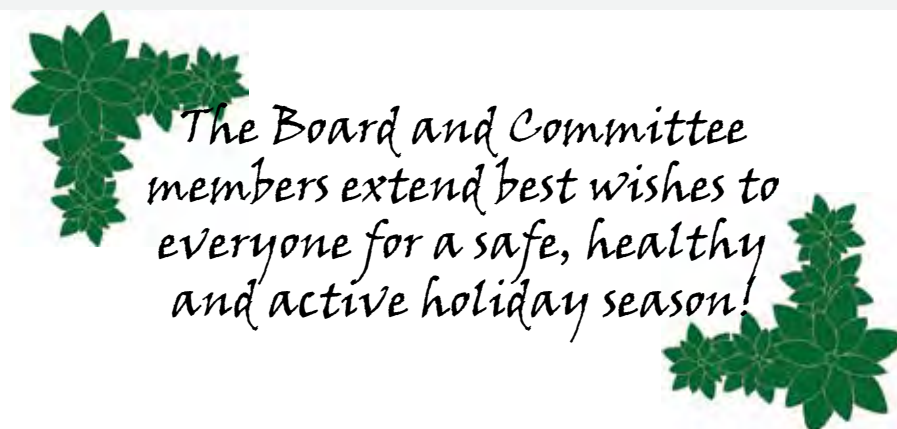 The Board and Committee
members extend best wishes to
everyone for a safe, healthy
and active holiday season!